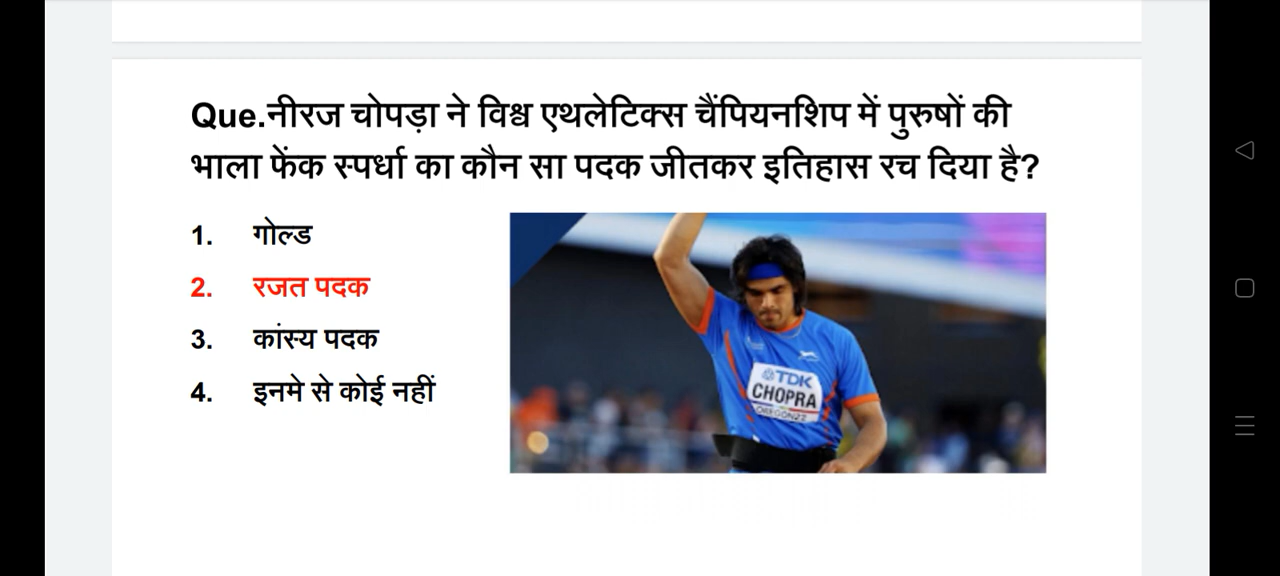 Que.नीरज चोपड़ा ने विश्व एथलेटिक्स चैंपियनशिप में पुरुषों की
भाला फेंक स्पर्धा का कौन सा पदक जीतकर इतिहास रच दिया है?
1. गोल्ड
2. रजत पदक
3. कांस्य पदक
4. इनमे से कोई नहीं
TDK
CHOPRA
OREGON22